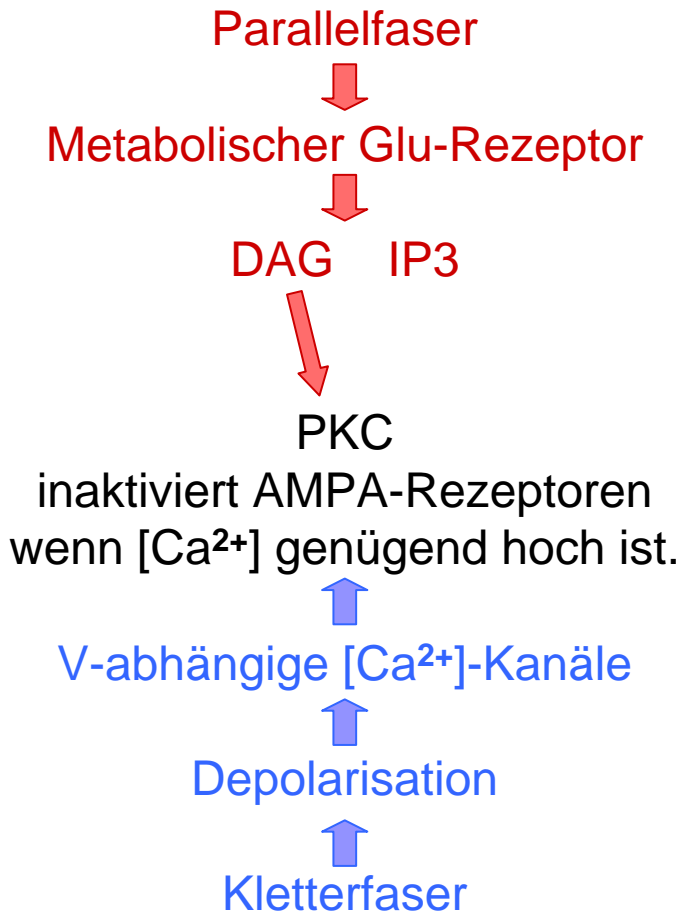 Parallelfaser
Metabolischer Glu-Rezeptor
DAG IP3
PKC
inaktiviert AMPA-Rezeptoren
wenn [Ca²⁺] genügend hoch ist.
V-abhängige [Ca²⁺]-Kanäle
Depolarisation
Kletterfaser